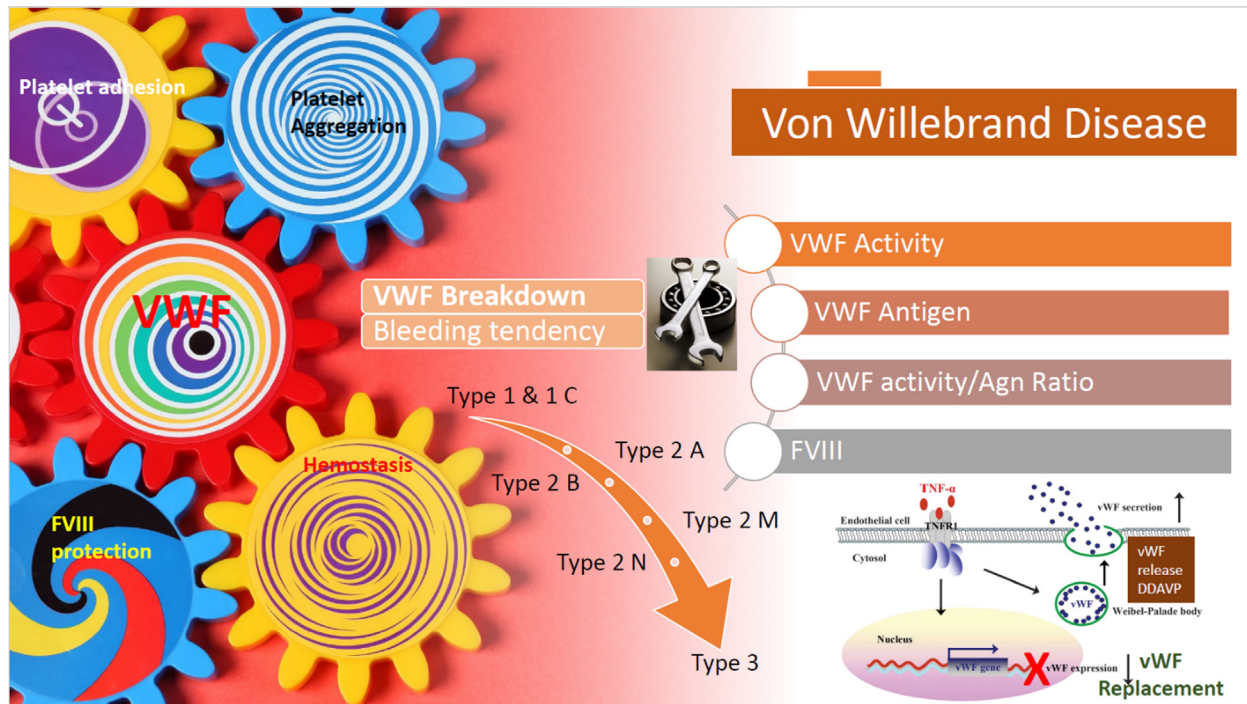 Platelet adhesion
Platelet
Aggregation
VWF
Hemostasis
FVIII
protection
VWF Breakdown
Bleeding tendency
Type 1 & 1 C
Type 2 A
Type 2 B
Type 2 M
Type 2 N
Type 3
Von Willebrand Disease
VWF Activity
VWF Antigen
VWF activity/Agn Ratio
FVIII
TNF-α
vWF secretion
Endothelial cell
TNFR1
Cytosol
vWF
release
DDAVP
vWF
Weibel-Palade body
Nucleus
vWF gene
X
vWF expression
vWF
Replacement